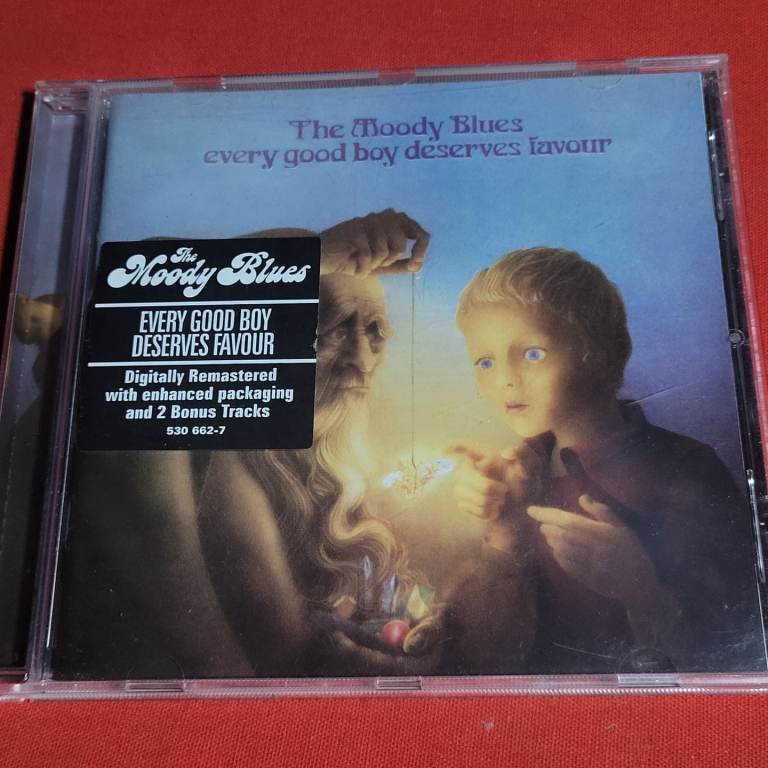 The Moody Blues
every good boy deserves favour
The
Moody Blues
EVERY GOOD BOY
DESERVES FAVOUR
Digitally Remastered
with enhanced packaging
and 2 Bonus Tracks
530 662-7